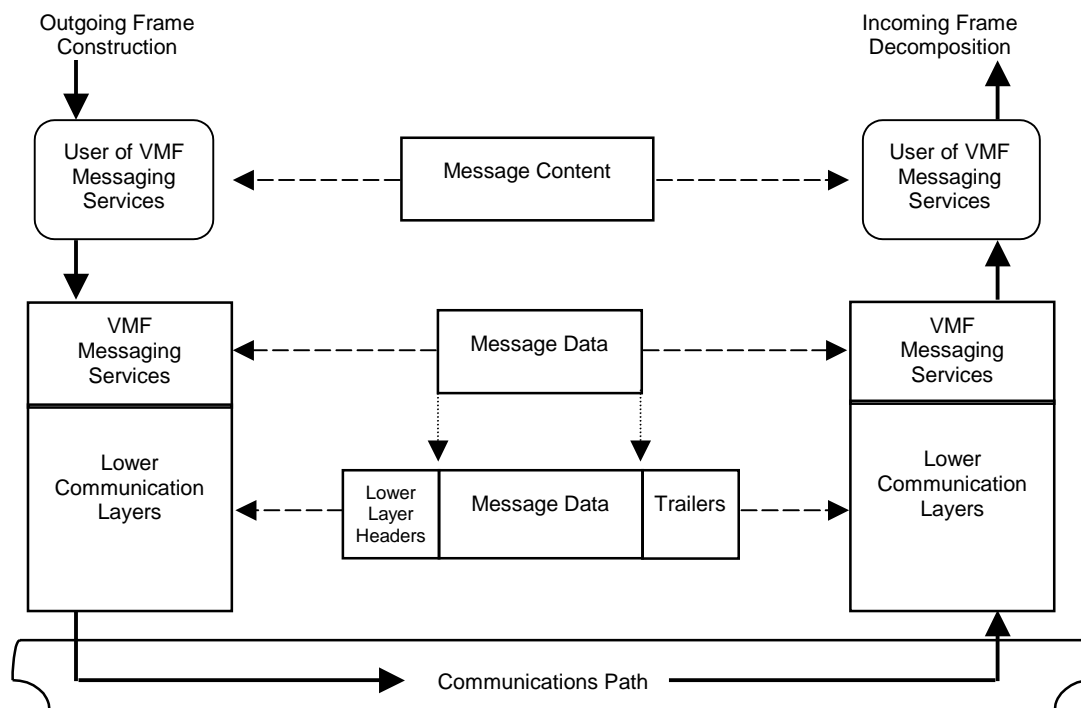 Outgoing Frame
Construction
Incoming Frame
Decomposition
User of VMF
Messaging
Services
Message Content
User of VMF
Messaging
Services
VMF
Messaging
Services
Message Data
VMF
Messaging
Services
Lower
Communication
Layers
Lower
Layer
Headers
Message Data
Trailers
Lower
Communication
Layers
Communications Path